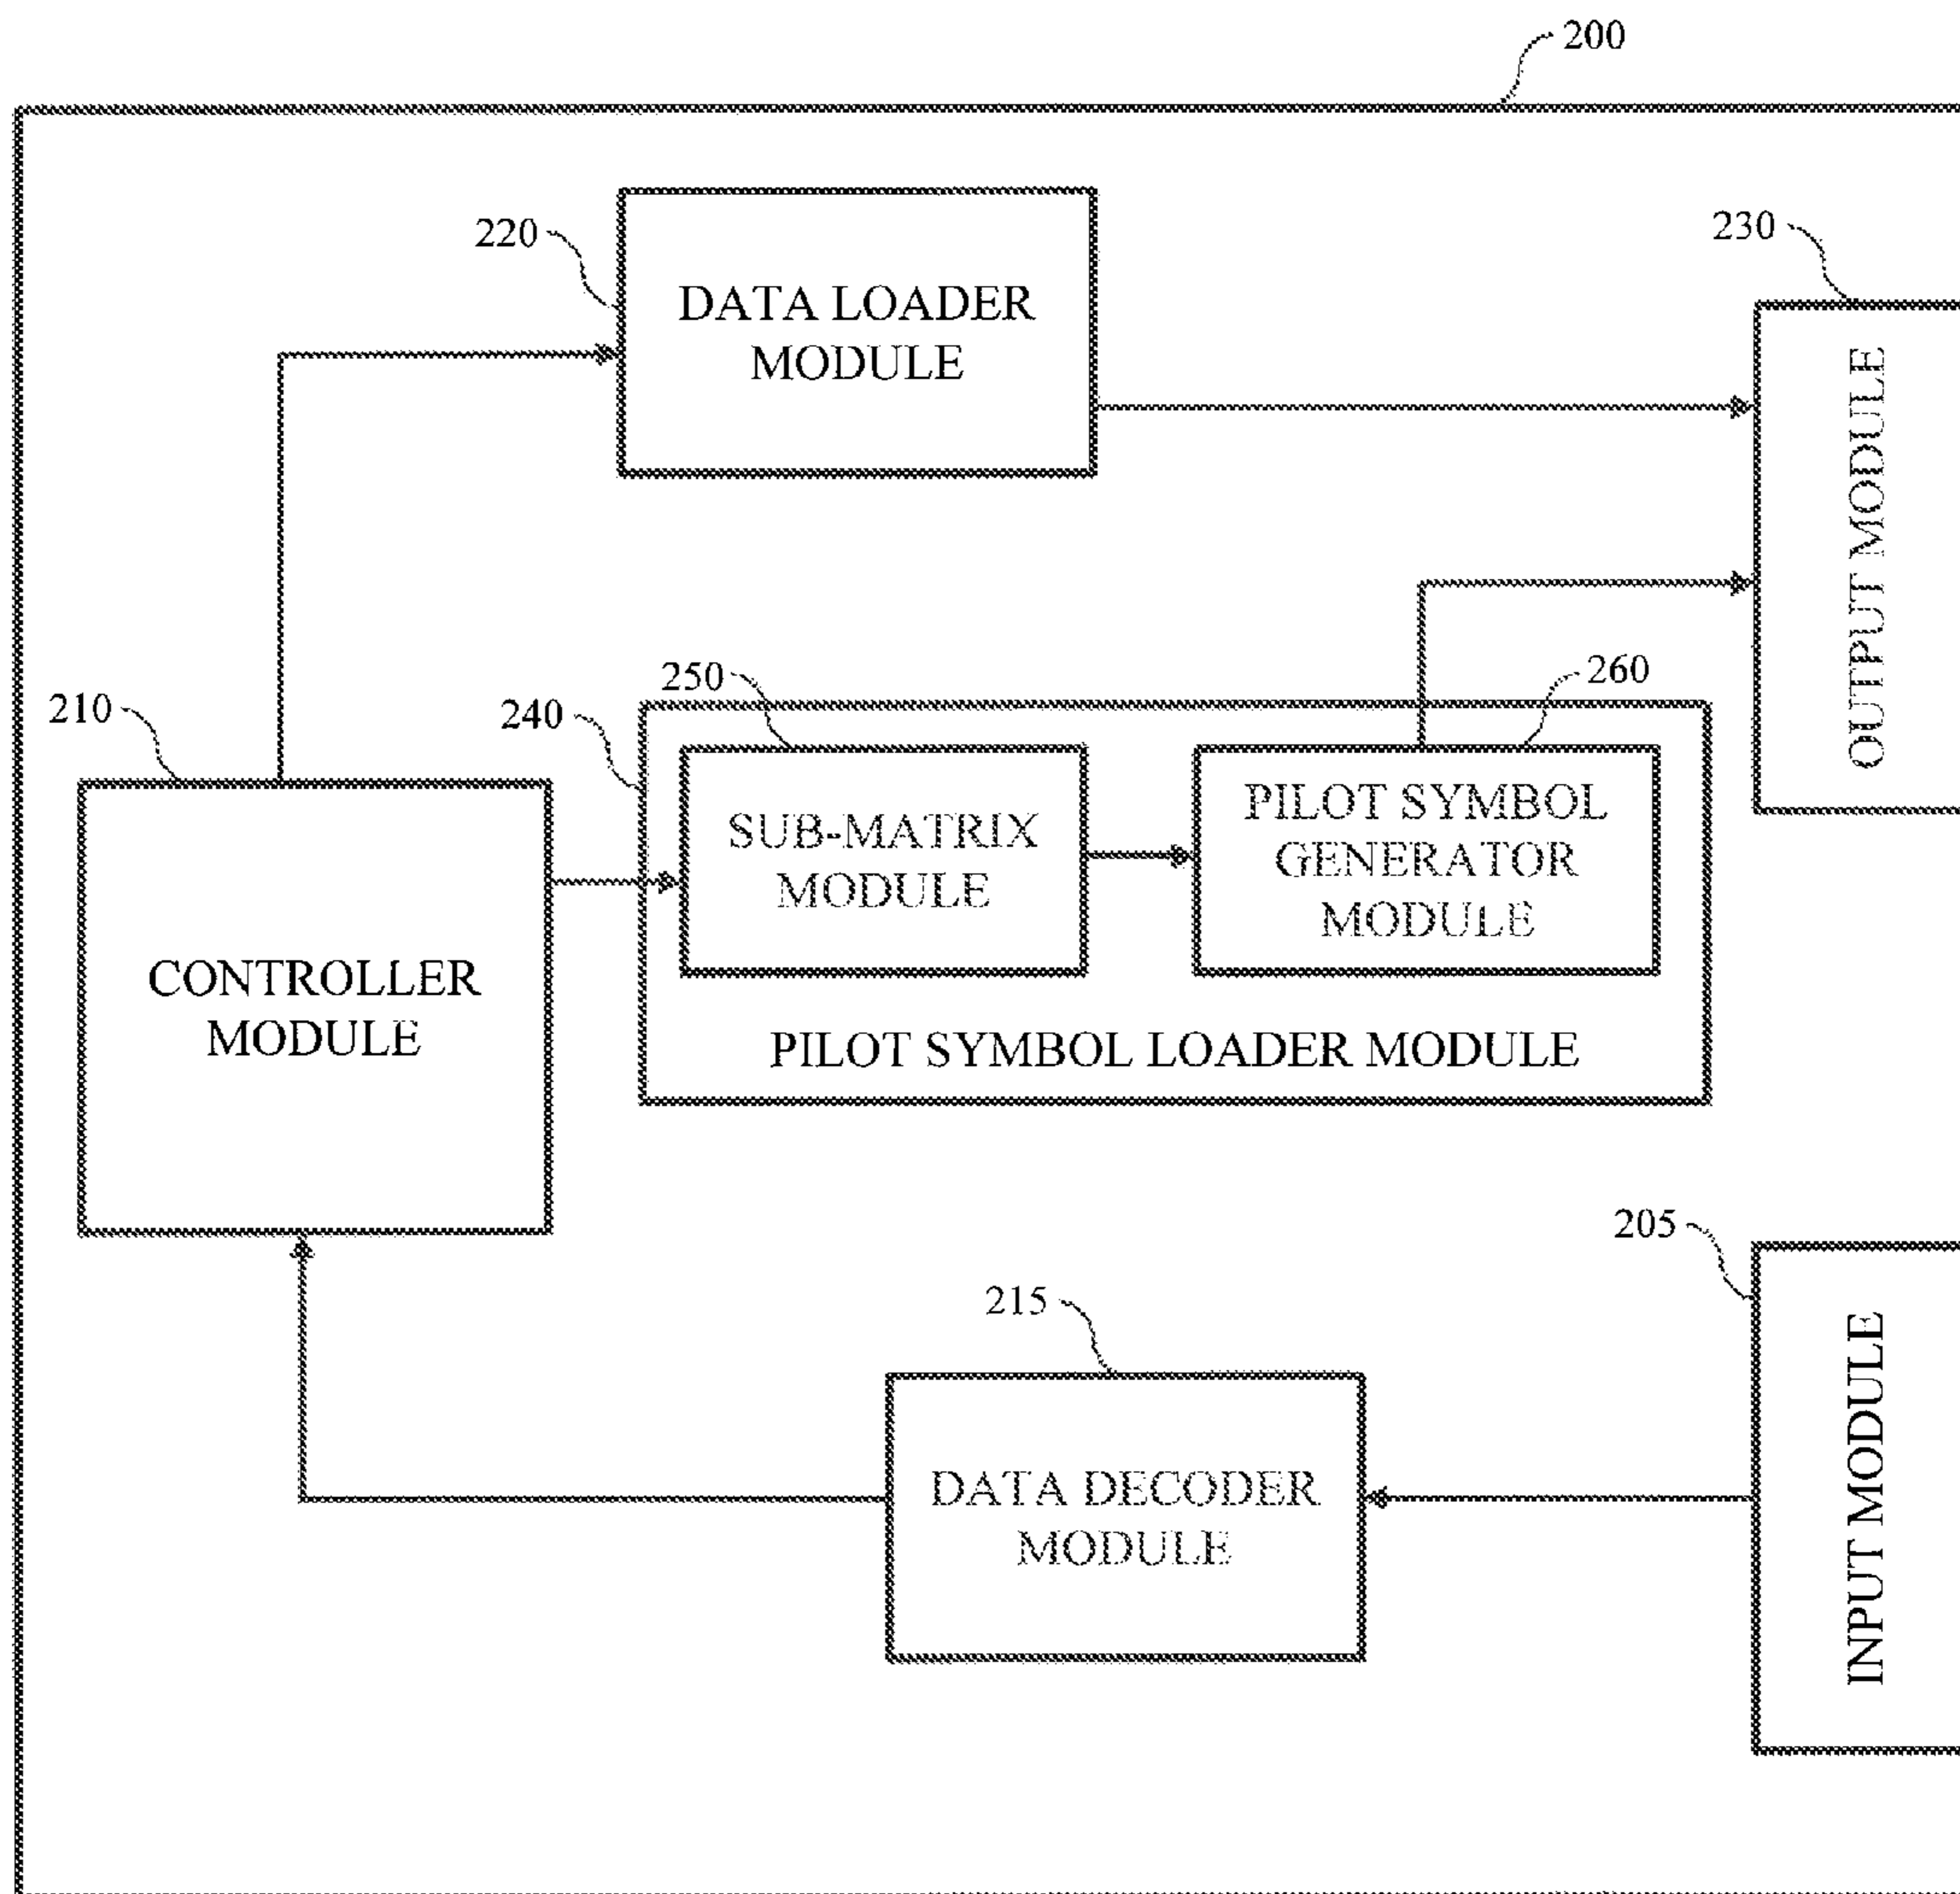 200
220
DATA LOADER
MODULE
230
OUTPUT MODULE
210
CONTROLLER
MODULE
240
250
SUB-MATRIX
MODULE
260
PILOT SYMBOL
GENERATOR
MODULE
PILOT SYMBOL LOADER MODULE
205
INPUT MODULE
215
DATA DECODER
MODULE